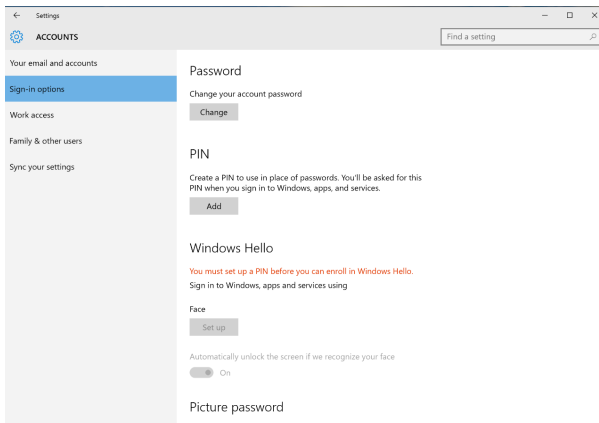 Settings
ACCOUNTS
Find a setting
Your email and accounts
Sign-in options
Work access
Family & other users
Sync your settings
Password
Change your account password
Change
PIN
Create a PIN to use in place of passwords. You'll be asked for this
PIN when you sign in to Windows, apps, and services.
Add
Windows Hello
You must set up a PIN before you can enroll in Windows Hello.
Sign in to Windows, apps and services using
Face
Set up
Automatically unlock the screen if we recognize your face
On
Picture password